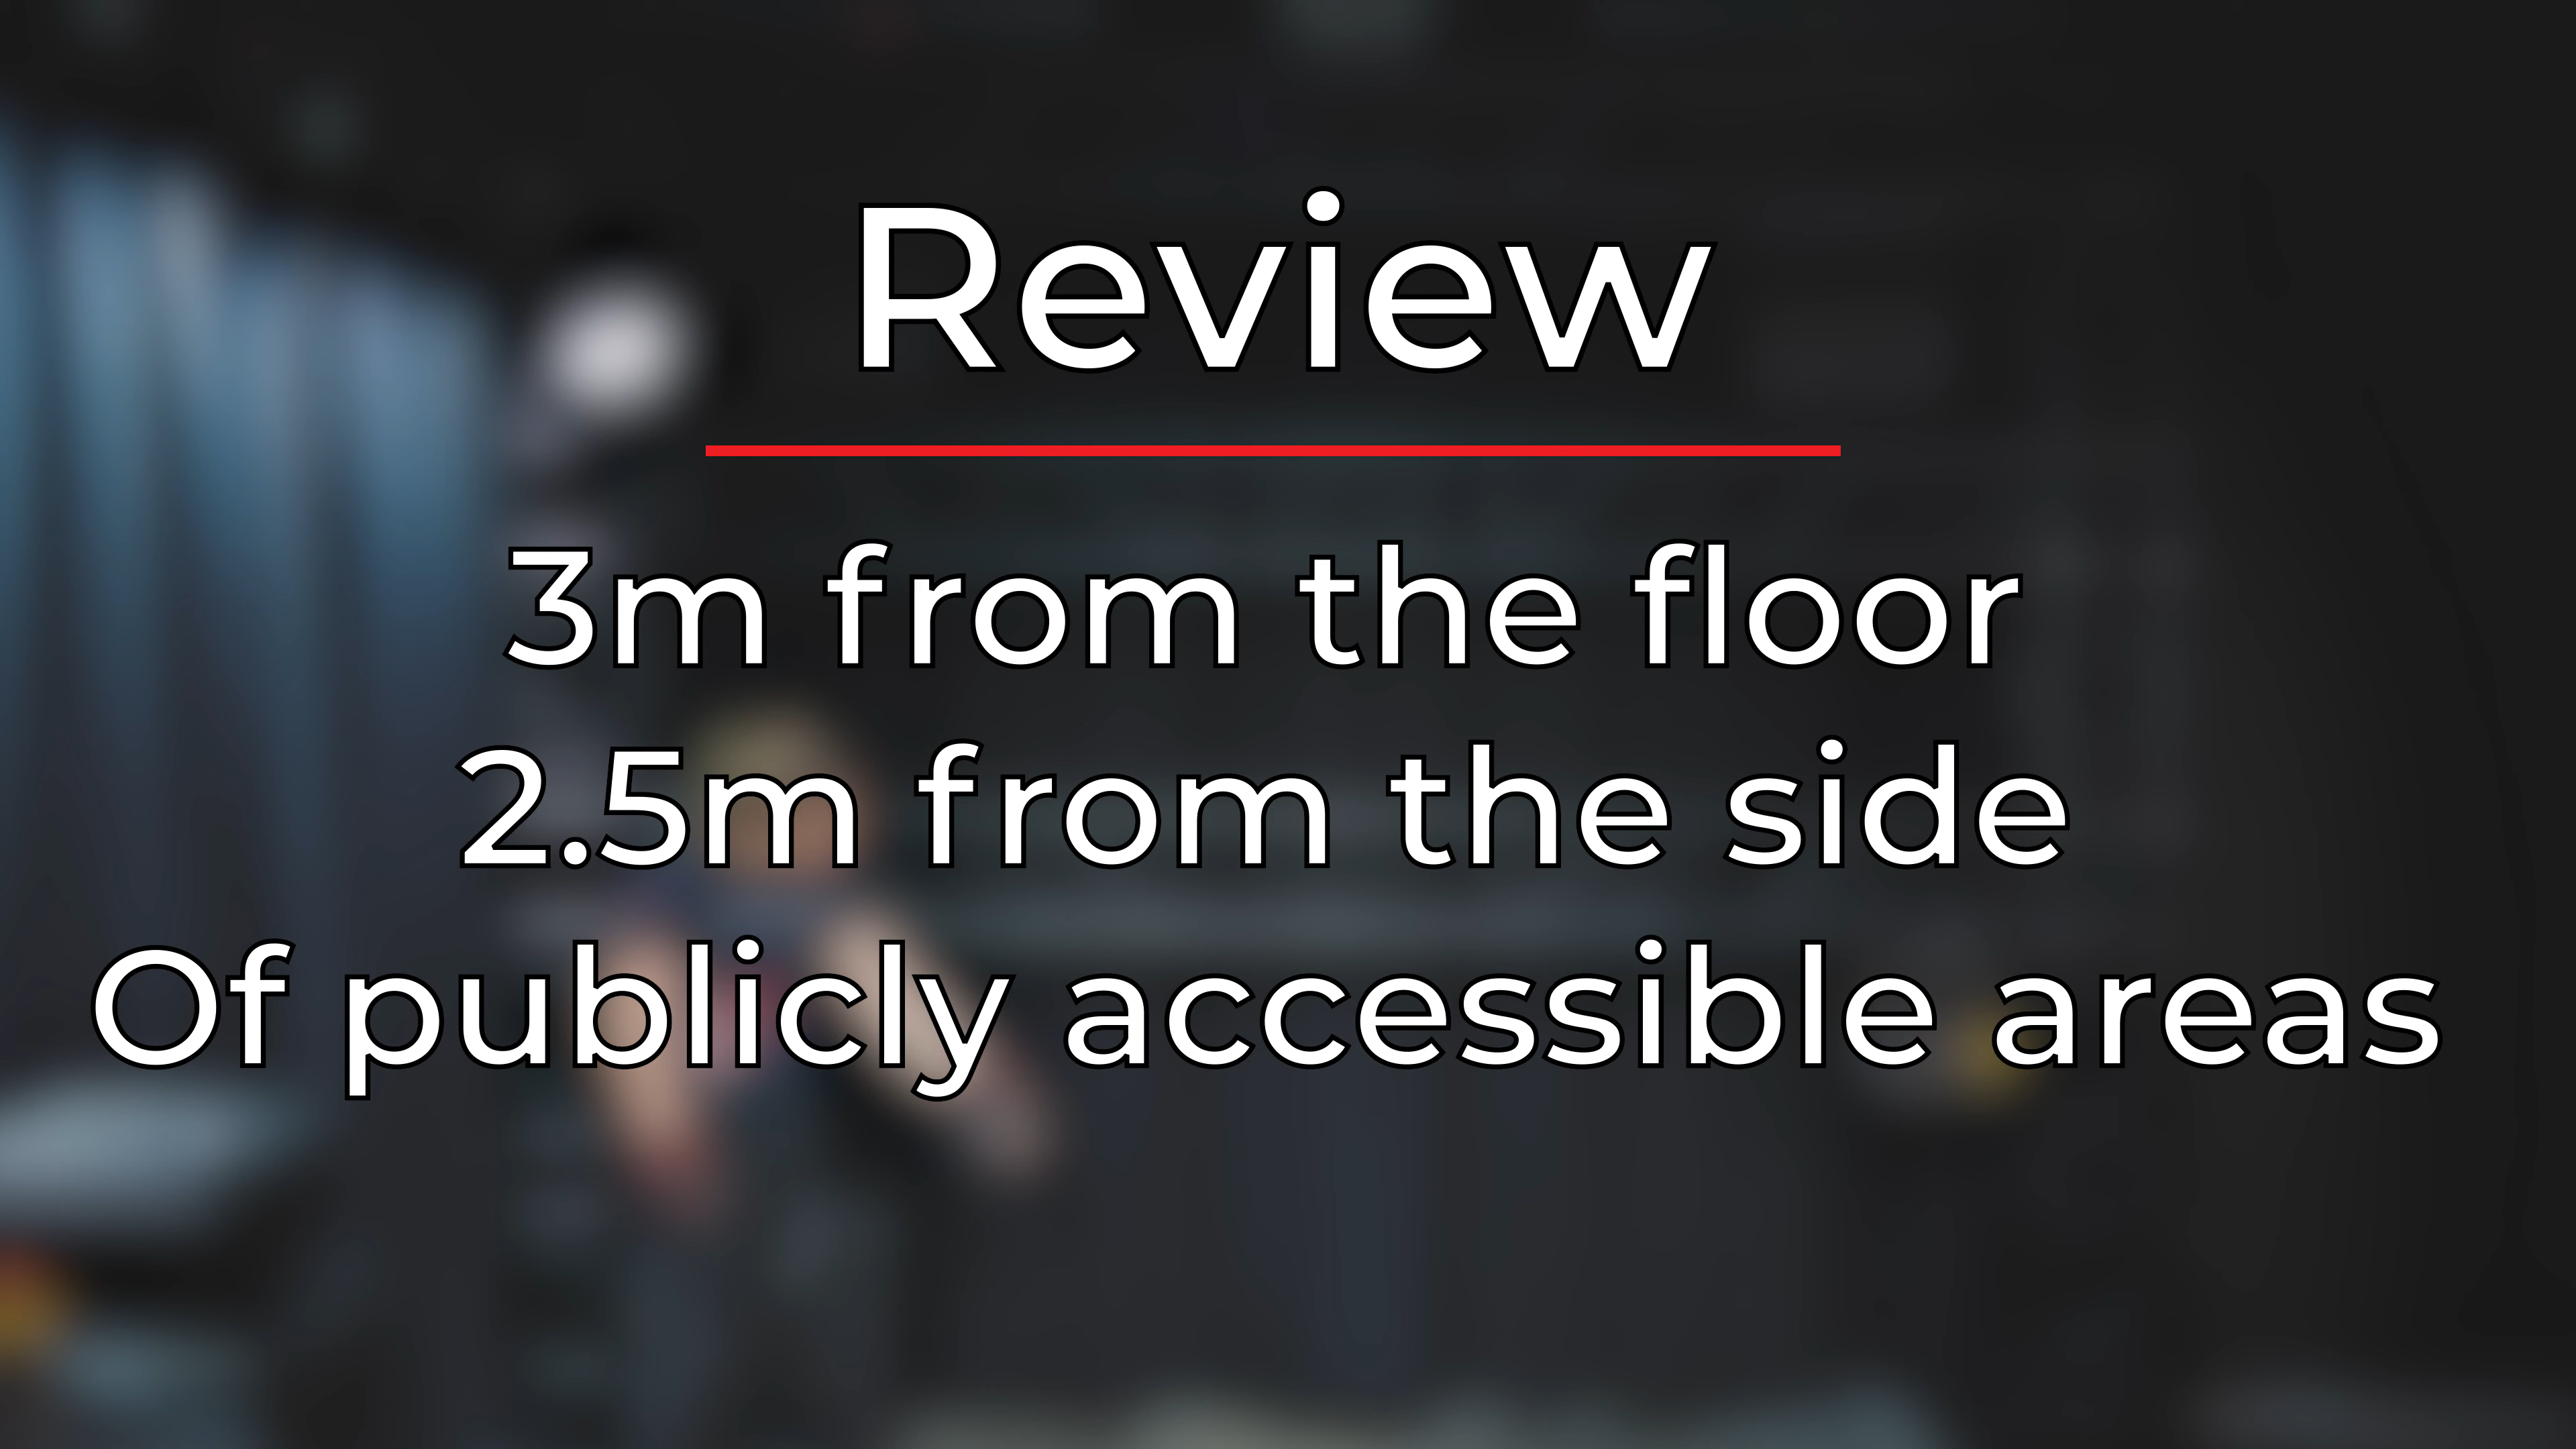 Review
3m from the floor
2.5m from the side
Of publicly accessible areas